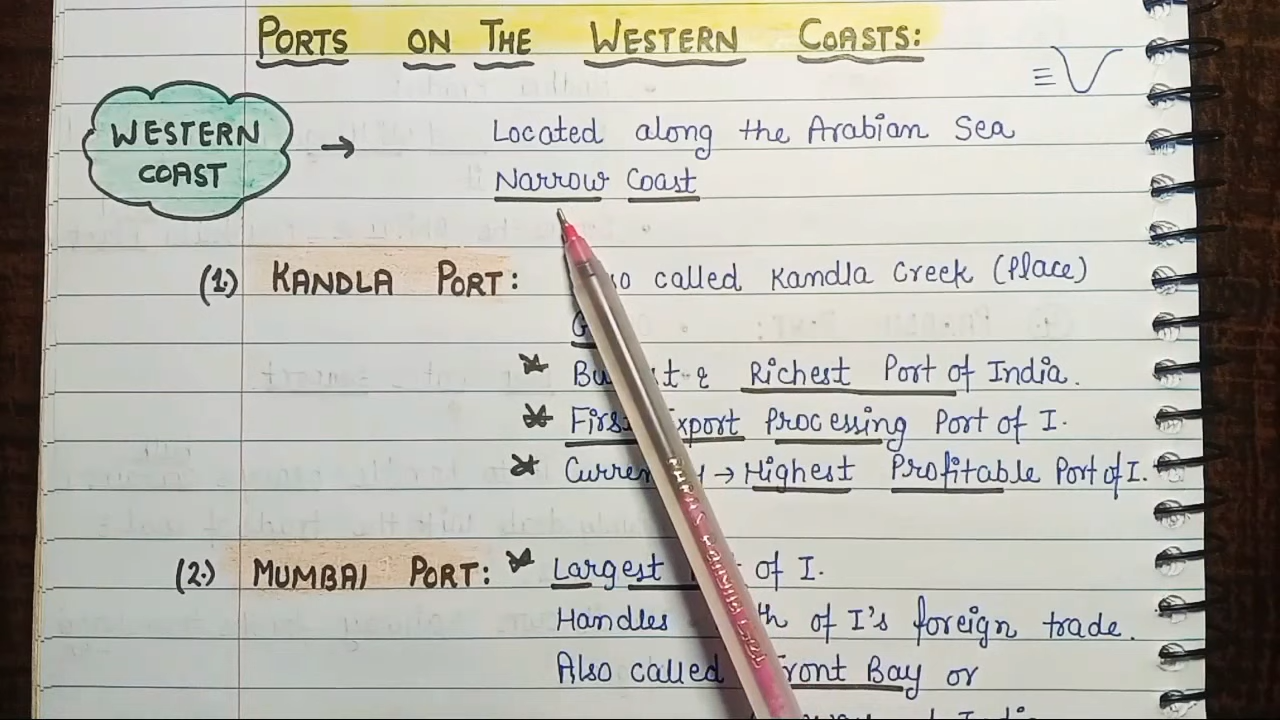 PORTS ON THE WESTERN COASTS:
WESTERN COAST → Located along the Arabian Sea
Narrow Coast
(1.) KANDLA PORT: called Kandla Creek (Place)
& Richest Port of India.
First Export Processing Port of I.
→ Highest Profitable Port of I.
(2.) MUMBAI PORT: Largest of I.
Handles of I's foreign trade.
Also called Front Bay or